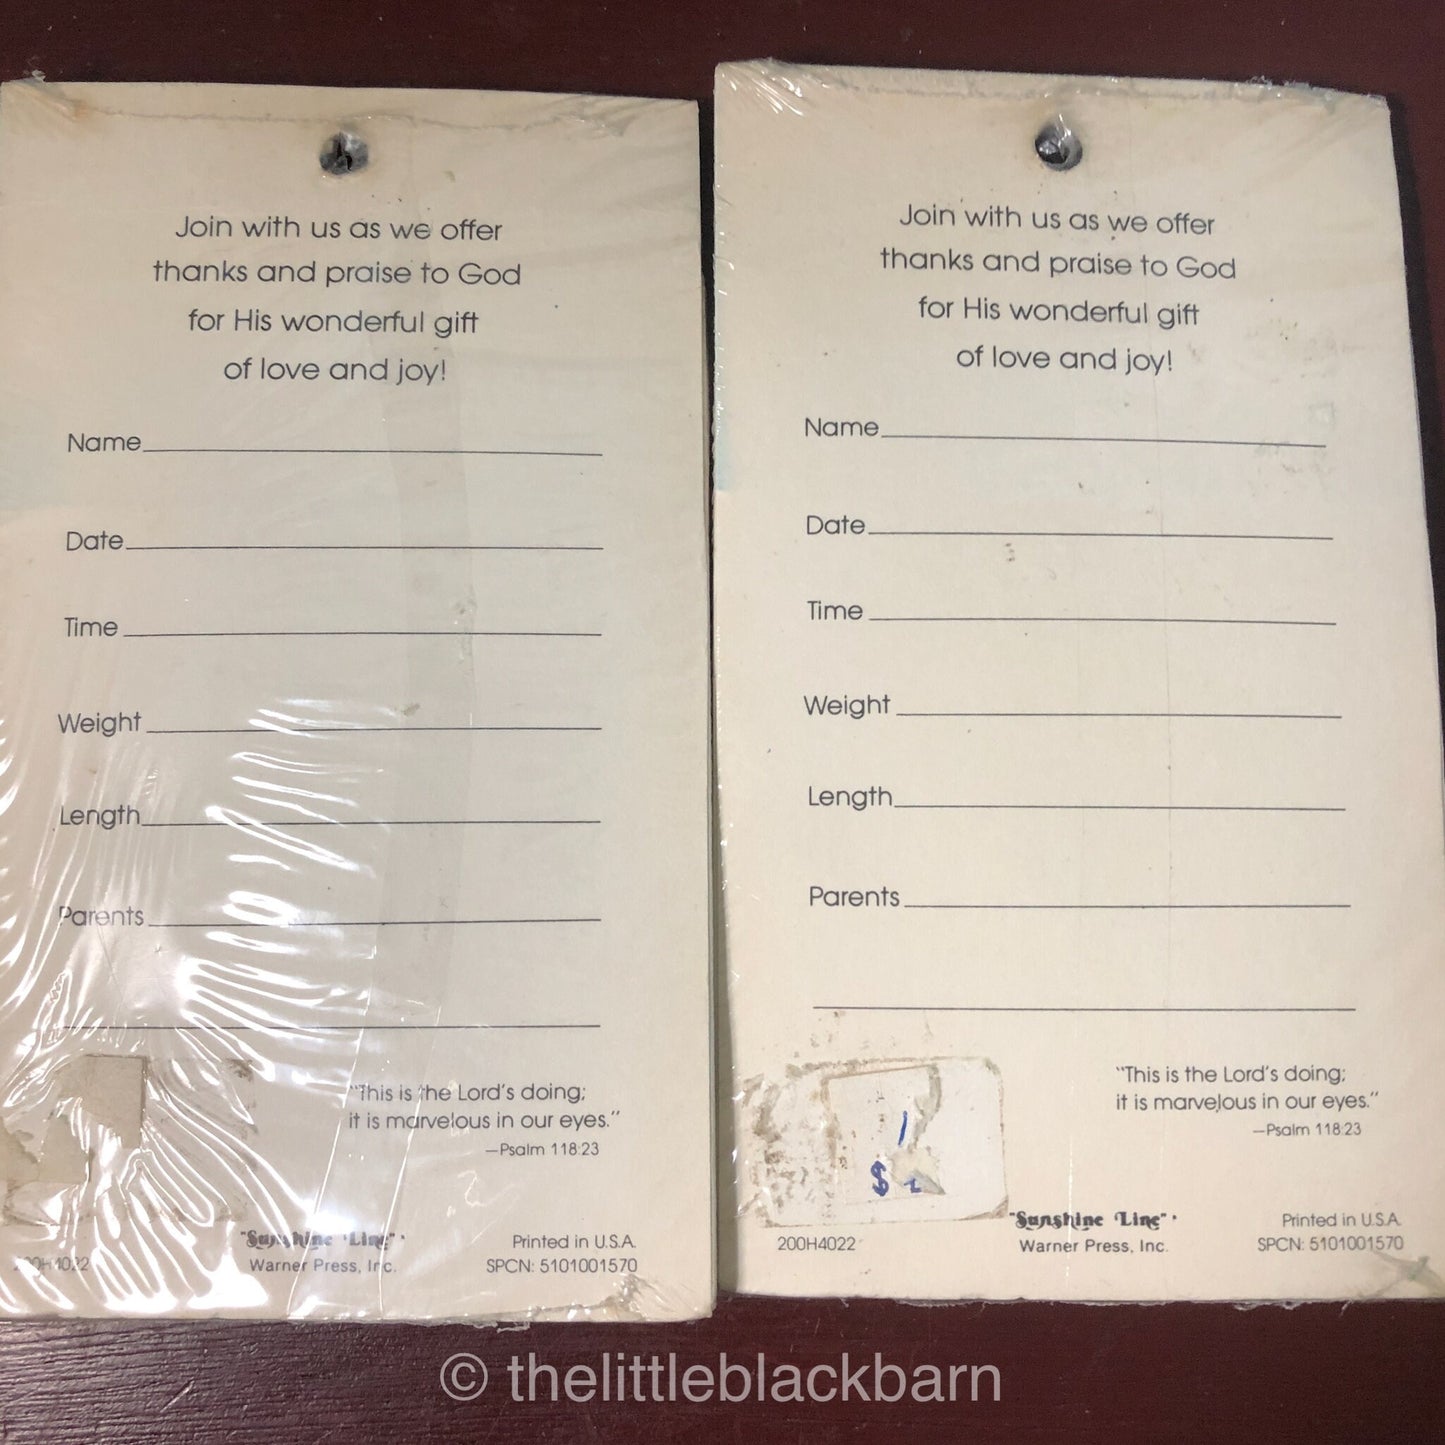 Join with us as we offer
thanks and praise to God
for His wonderful gift
of love and joy!
Name
Date
Time
Weight
Length
Parents
"This is the Lord's doing;
it is marvelous in our eyes."
—Psalm 118:23
"Sunshine Line"
Warner Press, Inc.
Printed in U.S.A.
SPCN: 5101001570
200H4022
Join with us as we offer
thanks and praise to God
for His wonderful gift
of love and joy!
Name
Date
Time
Weight
Length
Parents
"This is the Lord's doing;
it is marvelous in our eyes."
—Psalm 118:23
$
200H4022
"Sunshine Line"
Warner Press, Inc.
Printed in U.S.A.
SPCN: 5101001570
© thelittleblackbarn